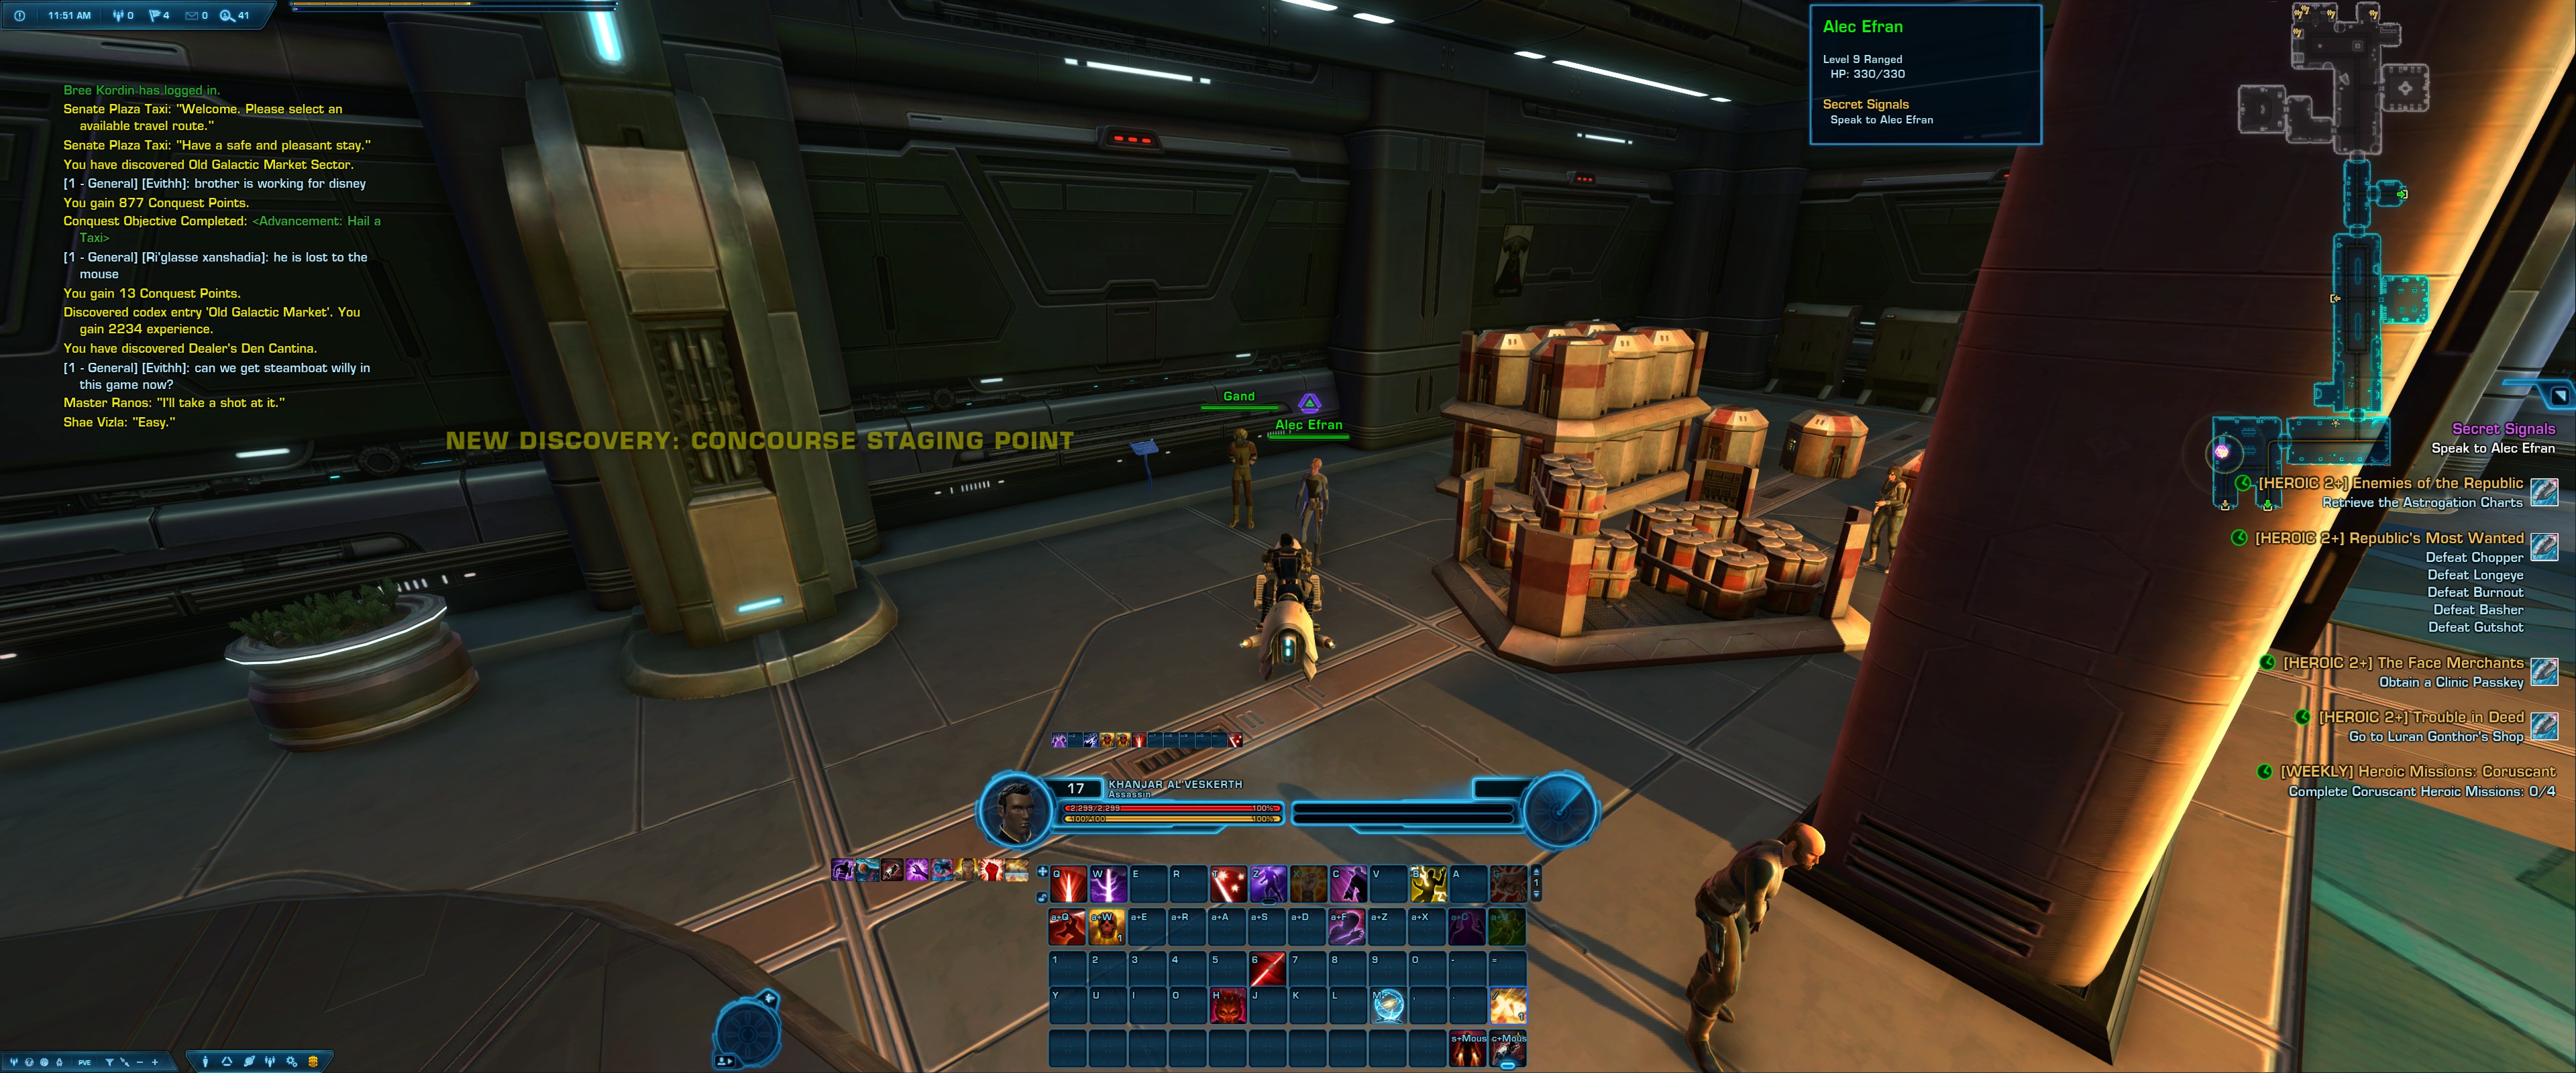 11:51 AM 0 4 0 41
Bree Kordin has logged in.
Senate Plaza Taxi: "Welcome. Please select an
available travel route."
Senate Plaza Taxi: "Have a safe and pleasant stay."
You have discovered Old Galactic Market Sector.
[1 - General] [Evithh]: brother is working for disney
You gain 877 Conquest Points.
Conquest Objective Completed: <Advancement: Hail a
Taxi>
[1 - General] [Ri'glasse xanshadia]: he is lost to the
mouse
You gain 13 Conquest Points.
Discovered codex entry 'Old Galactic Market'. You
gain 2234 experience.
You have discovered Dealer's Den Cantina.
[1 - General] [Evithh]: can we get steamboat willy in
this game now?
Master Ranos: "I'll take a shot at it."
Shae Vizla: "Easy."
NEW DISCOVERY: CONCOURSE STAGING POINT
Gand
Alec Efran
Alec Efran
Level 9 Ranged
HP: 330/330
Secret Signals
Speak to Alec Efran
Secret Signals
Speak to Alec Efran
[HEROIC 2+] Enemies of the Republic
Retrieve the Astrogation Charts
[HEROIC 2+] Republic's Most Wanted
Defeat Chopper
Defeat Longeye
Defeat Burnout
Defeat Basher
Defeat Gutshot
[HEROIC 2+] The Face Merchants
Obtain a Clinic Passkey
[HEROIC 2+] Trouble in Deed
Go to Luran Gonthor's Shop
[WEEKLY] Heroic Missions: Coruscant
Complete Coruscant Heroic Missions: 0/4
17 KHANJAR AL'VESKERTH
Assassin
2,299/2,299 100%
100/100 100%
Q W E R T Z X C V B A 1
a+Q a+W a+E a+R a+A a+S a+D a+F a+Z a+X a+C
1
1 2 3 4 5 6 7 8 9 0 - =
Y U I O H J K L M , .
1
s+Mous c+Mous
PVE